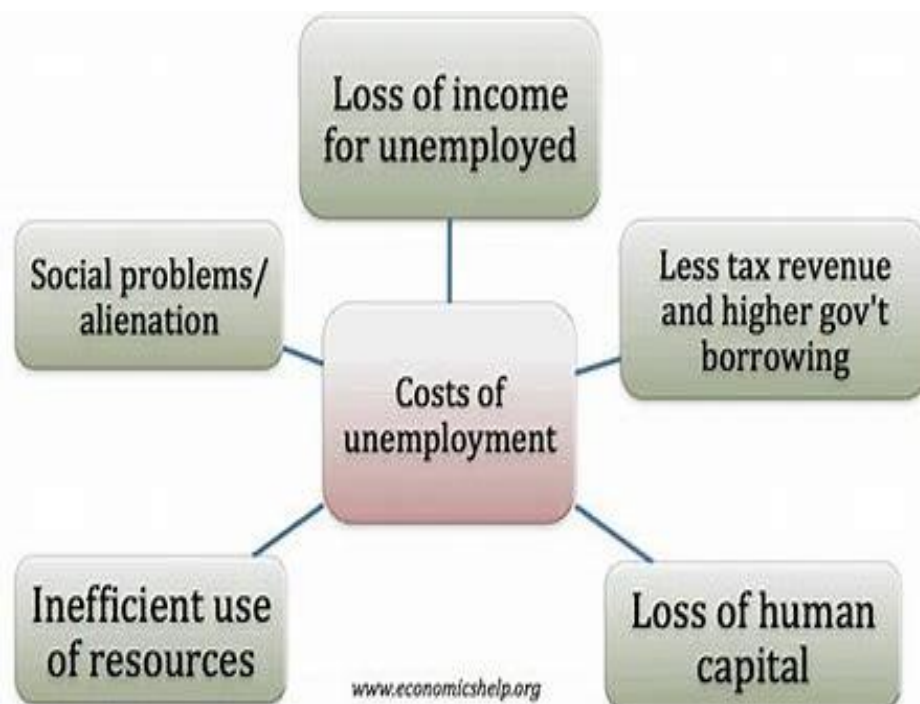 Loss of income
for unemployed
Social problems/
alienation
Less tax revenue
and higher gov't
borrowing
Costs of
unemployment
Inefficient use
of resources
Loss of human
capital
www.economicshelp.org